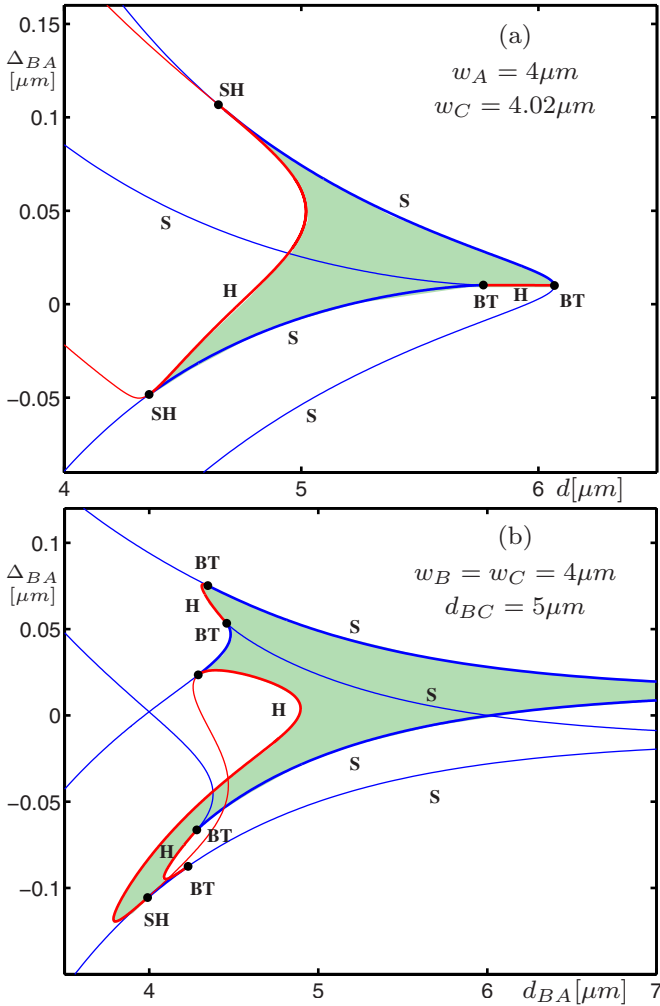 0.15
Δ_BA
[μm]
(a)
w_A = 4μm
w_C = 4.02μm
SH
0.1
S
0.05
S
H
0
BT
H
BT
S
S
−0.05
SH
4
5
d[μm]
6
0.1
Δ_BA
[μm]
(b)
w_B = w_C = 4μm
d_BC = 5μm
BT
H
BT
0.05
S
S
H
0
S
S
−0.05
H
BT
BT
−0.1
SH
4
5
6
d_BA[μm]
7